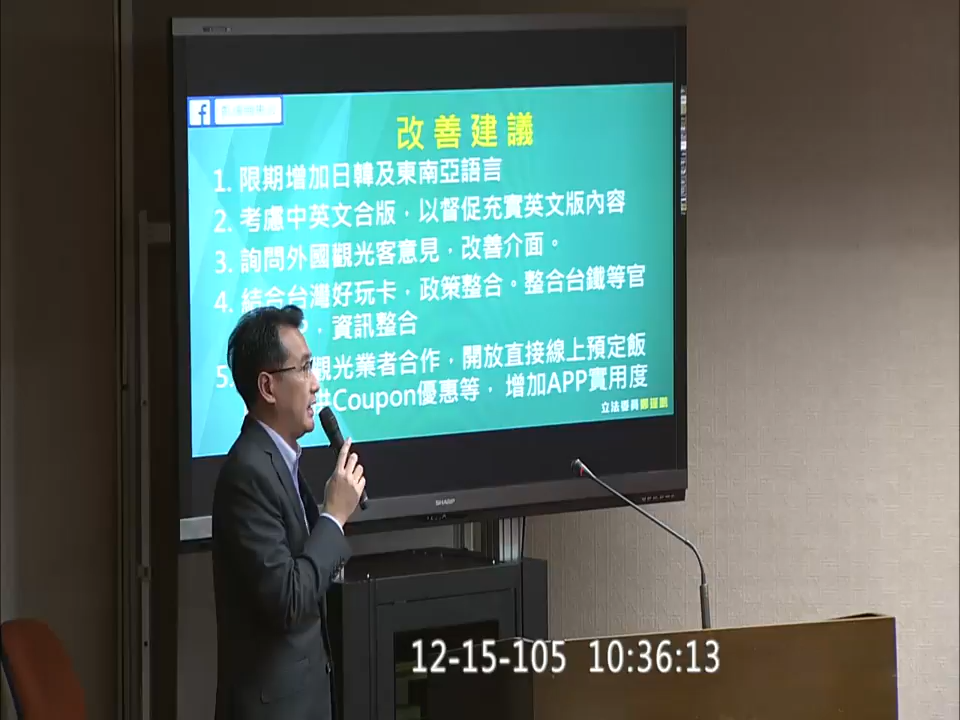 f
改善建議
1. 限期增加日韓及東南亞語言
2. 考慮中英文合版，以督促充實英文版內容
3. 詢問外國觀光客意見，改善介面。
4. 結合台灣好玩卡，政策整合。整合台鐵等官
，資訊整合
5. 觀光業者合作，開放直接線上預定飯
供Coupon優惠等，增加APP實用度
立法委員鄭運鵬
SHARP
12-15-105 10:36:13